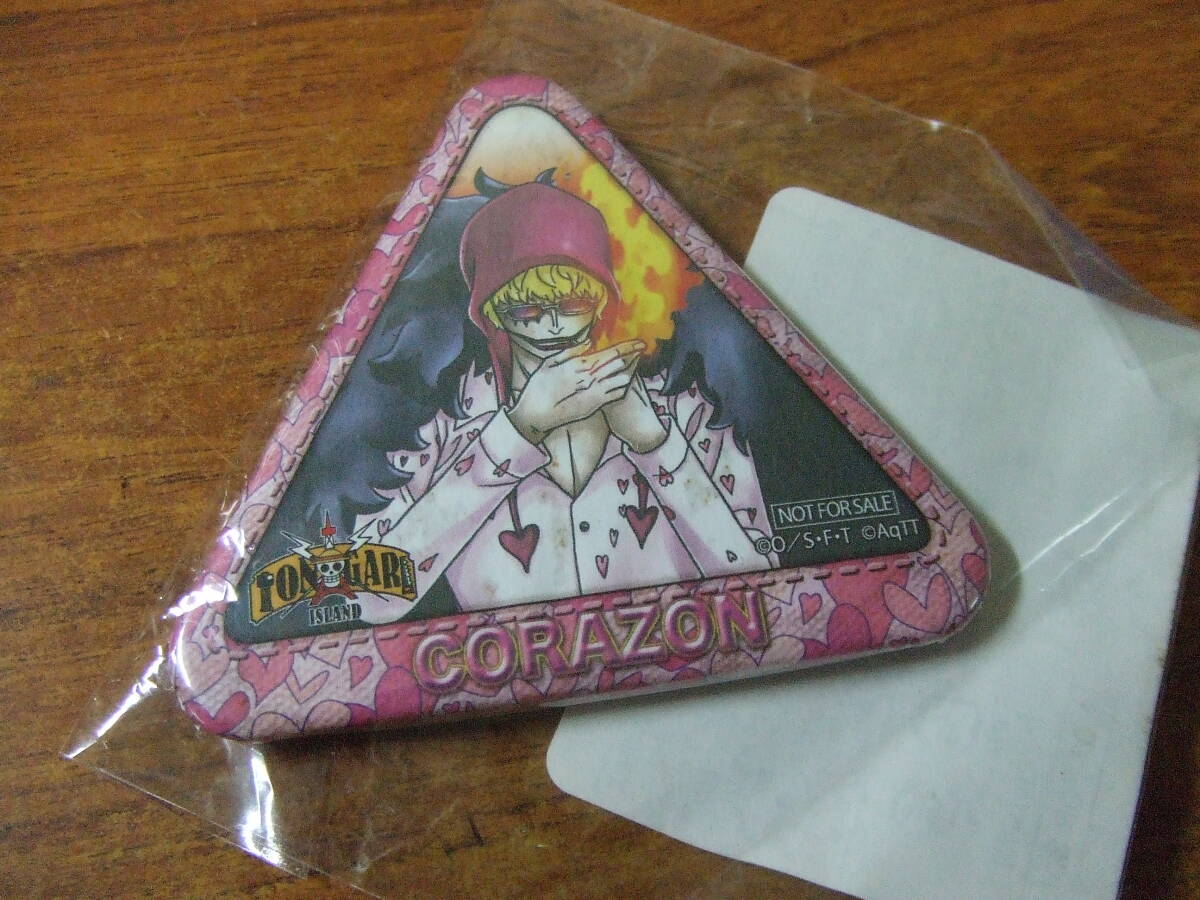 NOT FOR SALE
©O/S・F・T ©AqTT
TONGARI
ISLAND
CORAZON